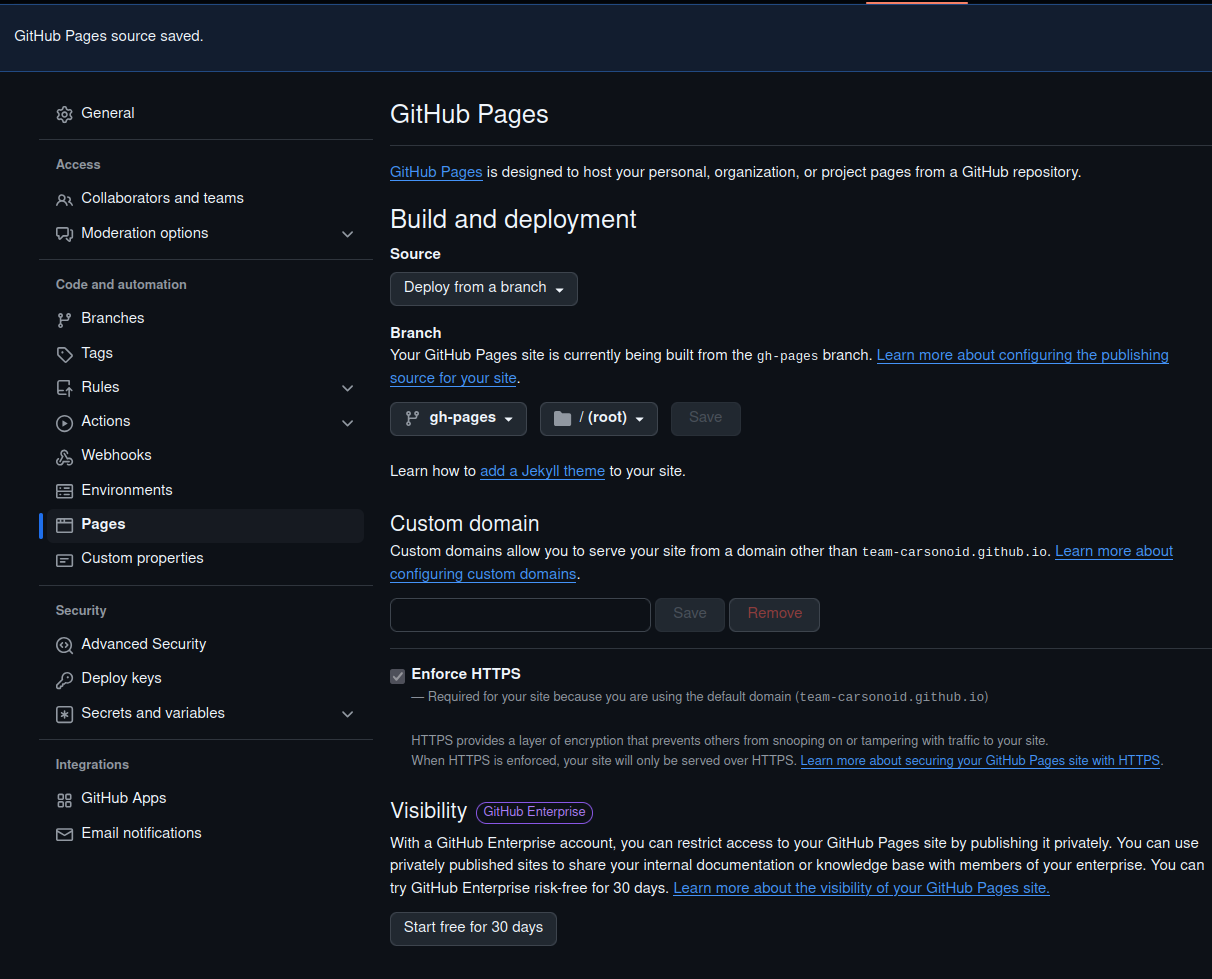 GitHub Pages source saved.
General
Access
Collaborators and teams
Moderation options
Code and automation
Branches
Tags
Rules
Actions
Webhooks
Environments
Pages
Custom properties
Security
Advanced Security
Deploy keys
Secrets and variables
Integrations
GitHub Apps
Email notifications
GitHub Pages
GitHub Pages is designed to host your personal, organization, or project pages from a GitHub repository.
Build and deployment
Source
Deploy from a branch
Branch
Your GitHub Pages site is currently being built from the gh-pages branch. Learn more about configuring the publishing
source for your site.
gh-pages
/ (root)
Save
Learn how to add a Jekyll theme to your site.
Custom domain
Custom domains allow you to serve your site from a domain other than team-carsonoid.github.io. Learn more about
configuring custom domains.
Save
Remove
Enforce HTTPS
— Required for your site because you are using the default domain (team-carsonoid.github.io)
HTTPS provides a layer of encryption that prevents others from snooping on or tampering with traffic to your site.
When HTTPS is enforced, your site will only be served over HTTPS. Learn more about securing your GitHub Pages site with HTTPS.
Visibility GitHub Enterprise
With a GitHub Enterprise account, you can restrict access to your GitHub Pages site by publishing it privately. You can use
privately published sites to share your internal documentation or knowledge base with members of your enterprise. You can
try GitHub Enterprise risk-free for 30 days. Learn more about the visibility of your GitHub Pages site.
Start free for 30 days